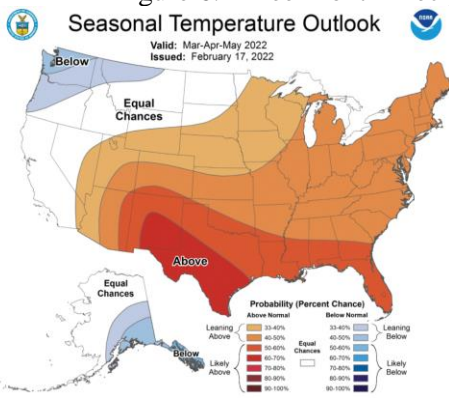 Seasonal Temperature Outlook
Valid: Mar-Apr-May 2022
Issued: February 17, 2022
NOAA
Below
Equal
Chances
Above
Equal
Chances
Below
Probability (Percent Chance)
Above Normal
Below Normal
Leaning
Above
33-40%
40-50%
50-60%
60-70%
70-80%
80-90%
90-100%
Likely
Above
Equal
Chances
33-40%
40-50%
50-60%
60-70%
70-80%
80-90%
90-100%
Leaning
Below
Likely
Below